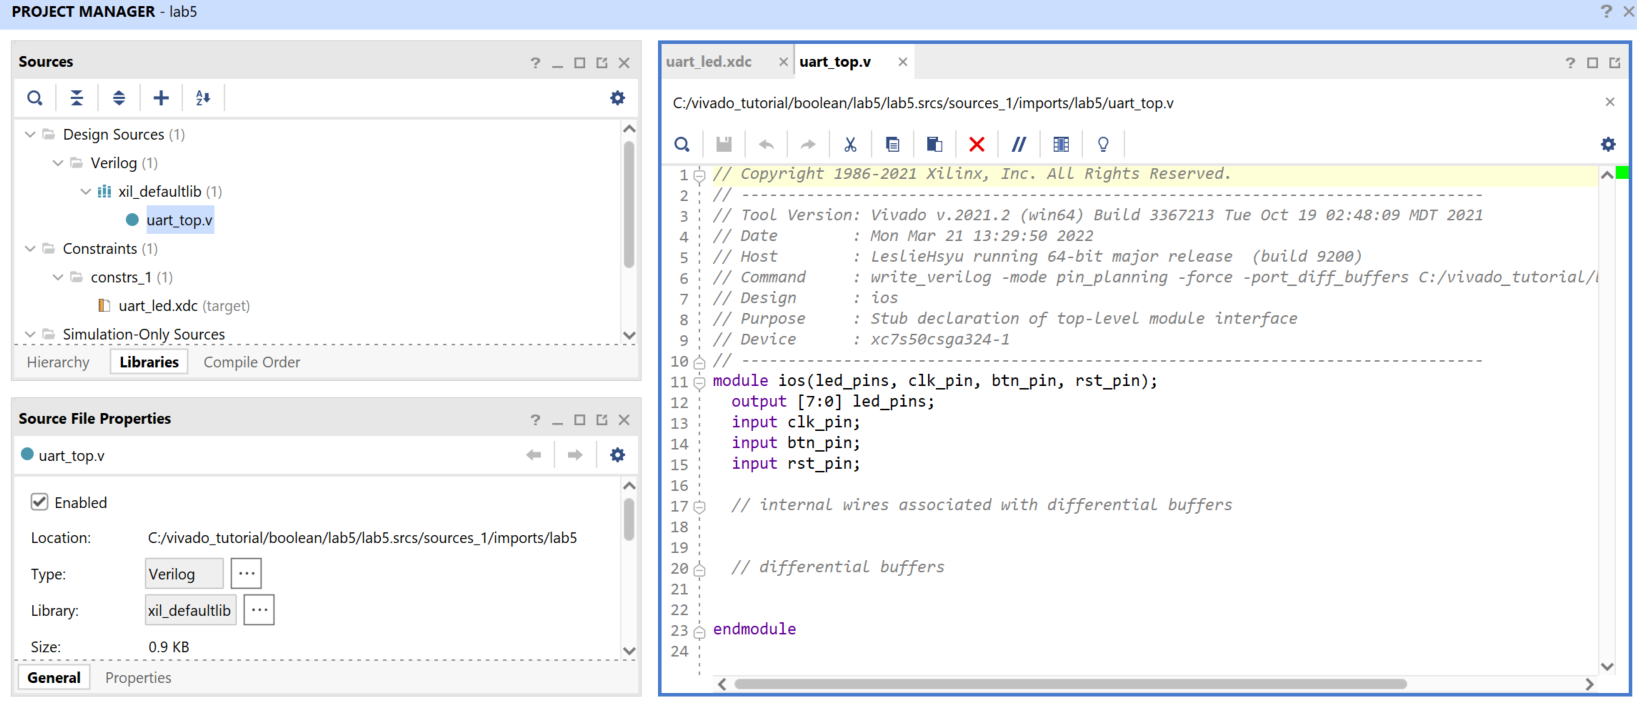 PROJECT MANAGER - lab5
Sources
Design Sources (1)
Verilog (1)
xil_defaultlib (1)
uart_top.v
Constraints (1)
constrs_1 (1)
uart_led.xdc (target)
Simulation-Only Sources
Hierarchy Libraries Compile Order
Source File Properties
uart_top.v
Enabled
Location: C:/vivado_tutorial/boolean/lab5/lab5.srcs/sources_1/imports/lab5
Type: Verilog ...
Library: xil_defaultlib ...
Size: 0.9 KB
General Properties
uart_led.xdc uart_top.v
C:/vivado_tutorial/boolean/lab5/lab5.srcs/sources_1/imports/lab5/uart_top.v
1 // Copyright 1986-2021 Xilinx, Inc. All Rights Reserved.
2 // --------------------------------------------------------------------------------
3 // Tool Version: Vivado v.2021.2 (win64) Build 3367213 Tue Oct 19 02:48:09 MDT 2021
4 // Date : Mon Mar 21 13:29:50 2022
5 // Host : LeslieHsyu running 64-bit major release (build 9200)
6 // Command : write_verilog -mode pin_planning -force -port_diff_buffers C:/vivado_tutorial/
7 // Design : ios
8 // Purpose : Stub declaration of top-level module interface
9 // Device : xc7s50csga324-1
10 // --------------------------------------------------------------------------------
11 module ios(led_pins, clk_pin, btn_pin, rst_pin);
12 output [7:0] led_pins;
13 input clk_pin;
14 input btn_pin;
15 input rst_pin;
16
17 // internal wires associated with differential buffers
18
19
20 // differential buffers
21
22
23 endmodule
24